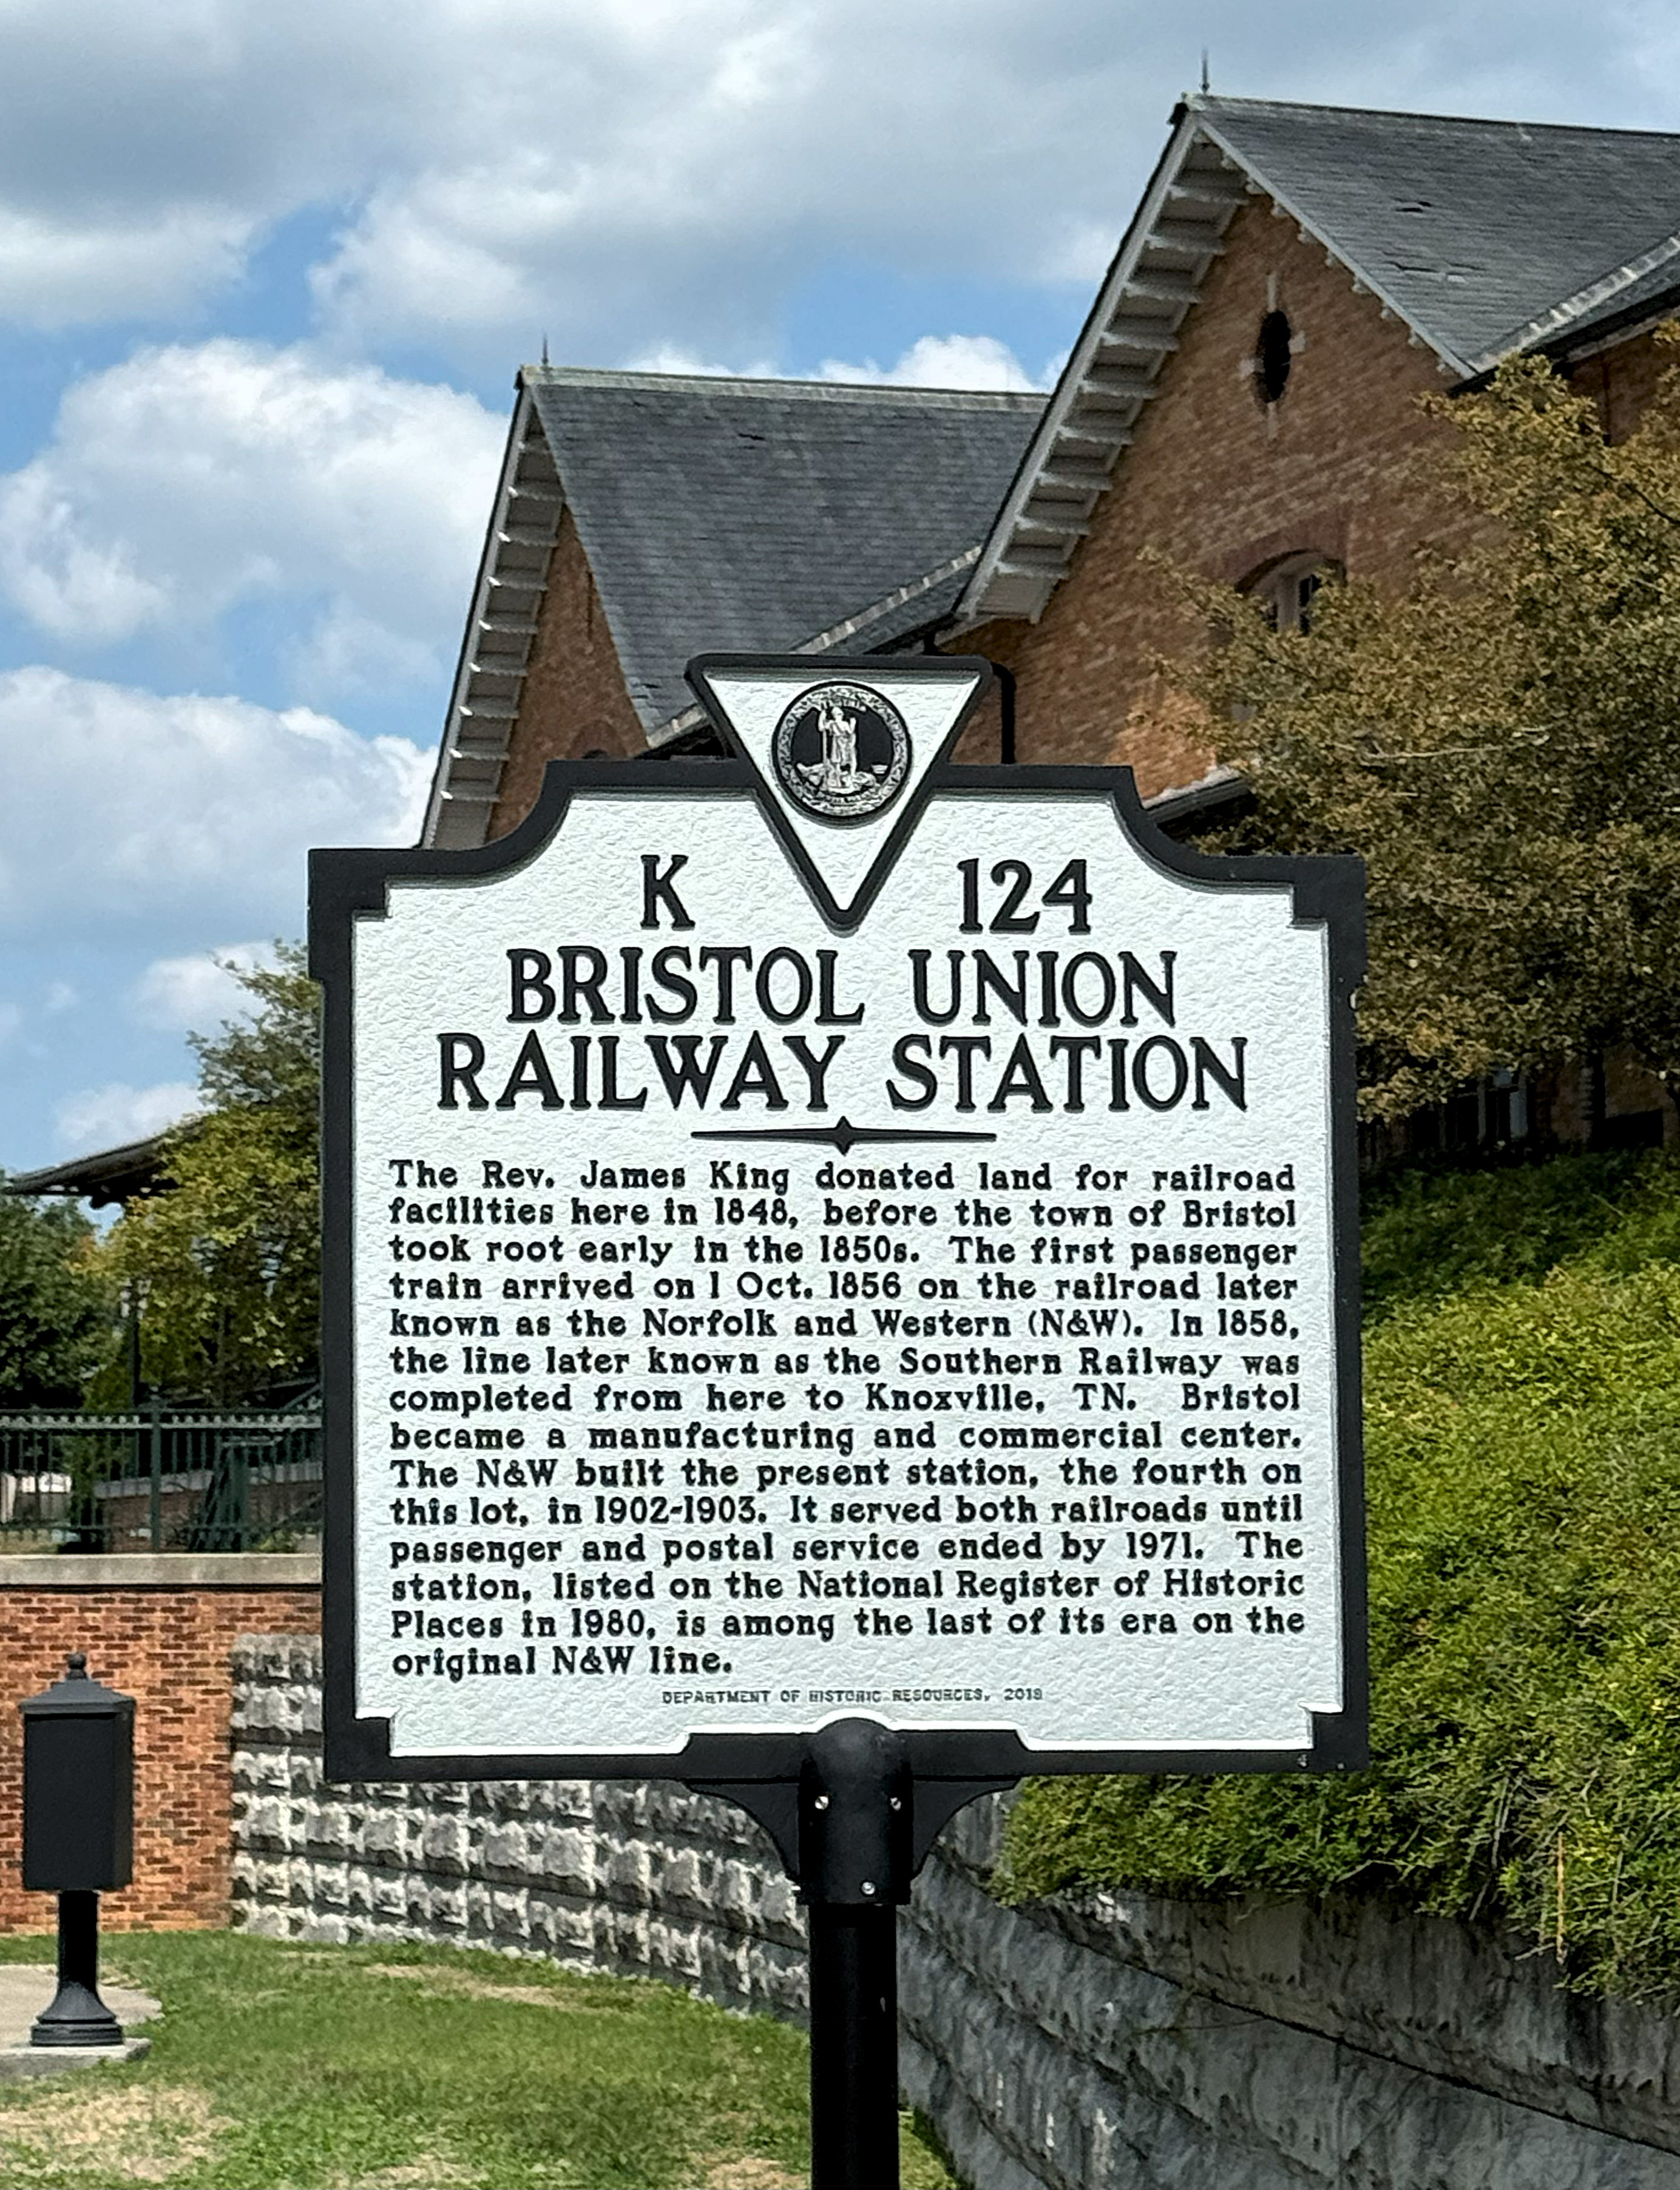 K 124
BRISTOL UNION
RAILWAY STATION
The Rev. James King donated land for railroad
facilities here in 1848, before the town of Bristol
took root early in the 1850s. The first passenger
train arrived on 1 Oct. 1856 on the railroad later
known as the Norfolk and Western (N&W). In 1858,
the line later known as the Southern Railway was
completed from here to Knoxville, TN. Bristol
became a manufacturing and commercial center.
The N&W built the present station, the fourth on
this lot, in 1902-1903. It served both railroads until
passenger and postal service ended by 1971. The
station, listed on the National Register of Historic
Places in 1980, is among the last of its era on the
original N&W line.
DEPARTMENT OF HISTORIC RESOURCES, 2019